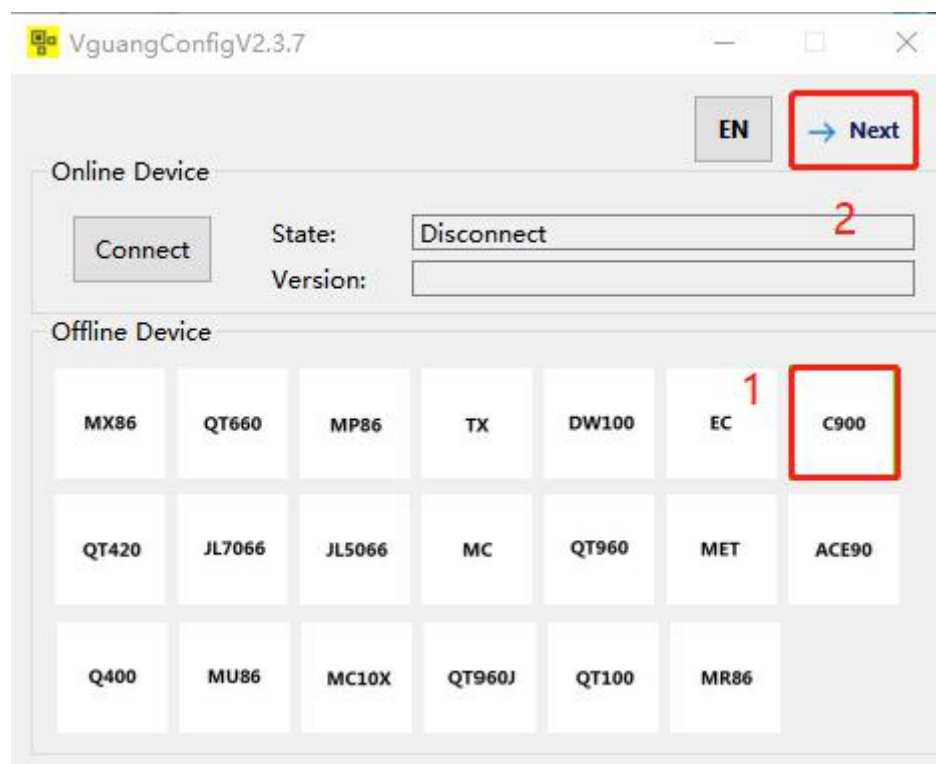 VguangConfigV2.3.7
EN → Next
Online Device
2
Connect State: Disconnect
Version:
Offline Device
1
MX86 QT660 MP86 TX DW100 EC C900
QT420 JL7066 JL5066 MC QT960 MET ACE90
Q400 MU86 MC10X QT960J QT100 MR86